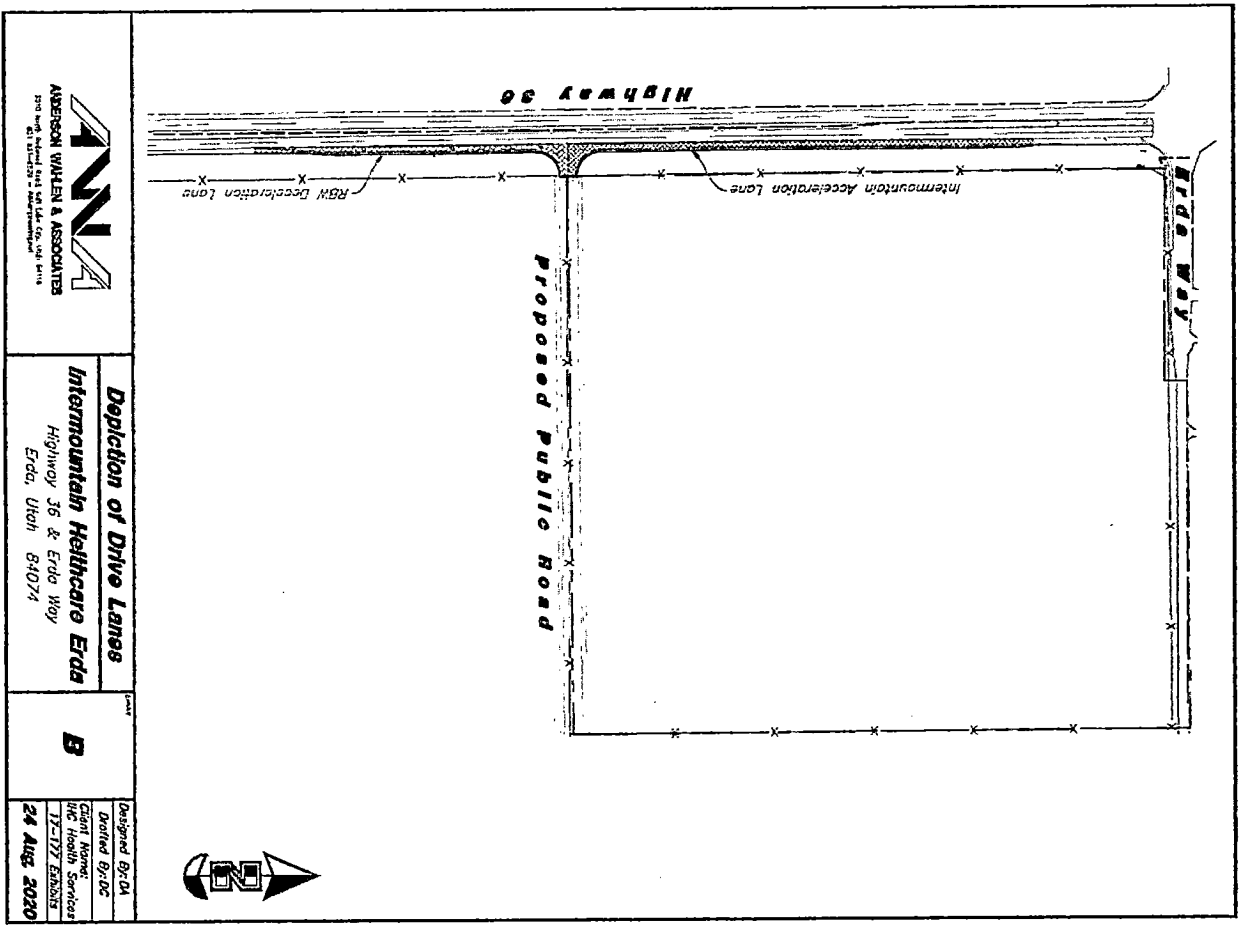 Highway 36
Erda Way
Intermountain Acceleration Lane
RBW Deceleration Lane
Proposed Public Road
N
AWA
ANDERSON WAHLEN & ASSOCIATES
Depiction of Drive Lanes
Intermountain Helthcare Erda
Highway 36 & Erda Way
Erda, Utah 84074
B
Designed By: DA
Drafted By: DC
Client Name:
IHC Health Services
17-177 Exhibits
24 Aug, 2020